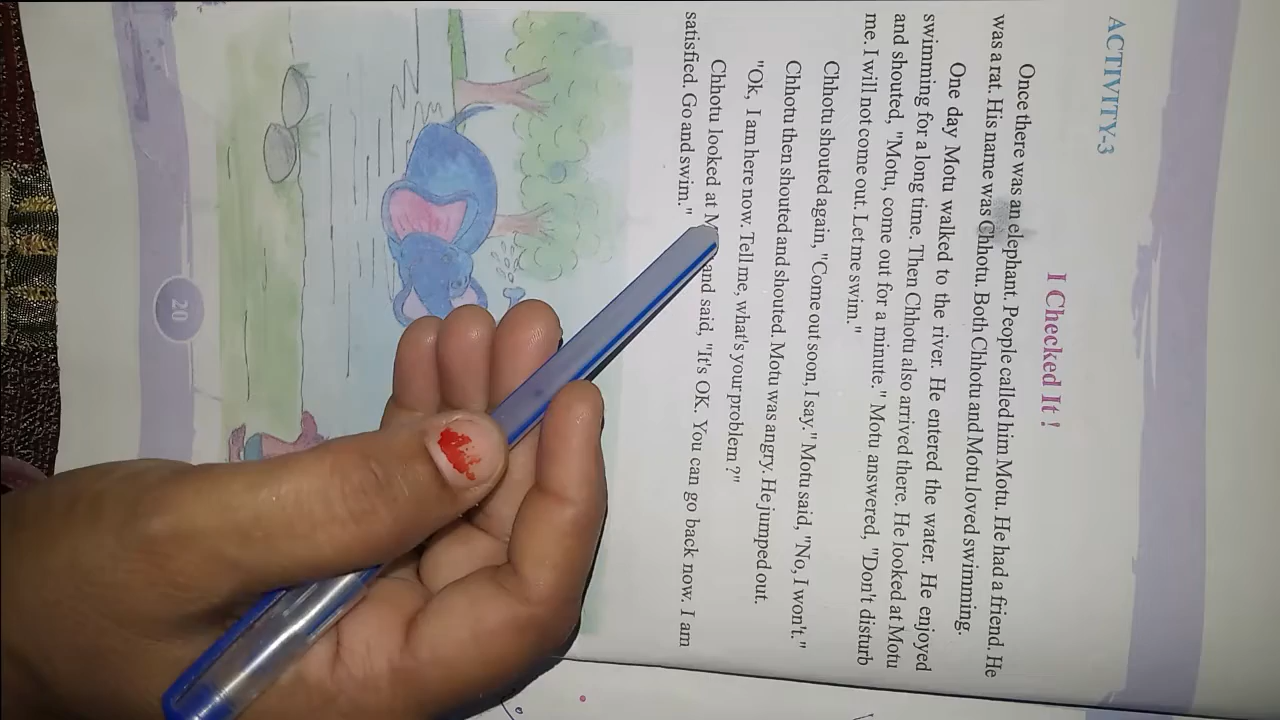 ACTIVITY-3
I Checked It !
Once there was an elephant. People called him Motu. He had a friend. He
was a rat. His name was Chhotu. Both Chhotu and Motu loved swimming.
One day Motu walked to the river. He entered the water. He enjoyed
swimming for a long time. Then Chhotu also arrived there. He looked at Motu
and shouted, "Motu, come out for a minute." Motu answered, "Don't disturb
me. I will not come out. Let me swim."
Chhotu shouted again, "Come out soon, I say." Motu said, "No, I won't."
Chhotu then shouted and shouted. Motu was angry. He jumped out.
"Ok, I am here now. Tell me, what's your problem ?"
Chhotu looked at and said, "It's OK. You can go back now. I am
satisfied. Go and swim."
20